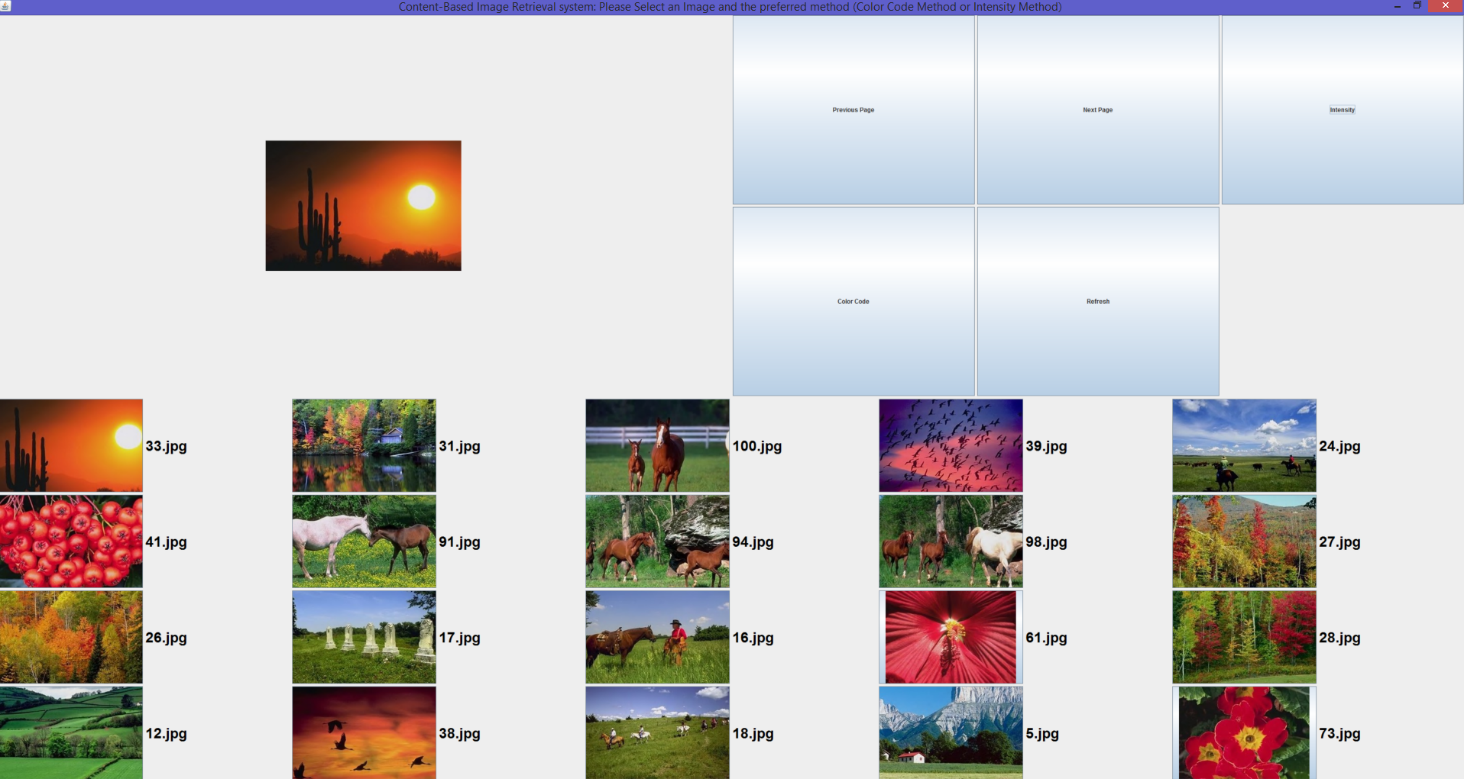 Content-Based Image Retrieval system: Please Select an Image and the preferred method (Color Code Method or Intensity Method)
Previous Page
Next Page
Intensity
Color Code
Refresh
33.jpg
31.jpg
100.jpg
39.jpg
24.jpg
41.jpg
91.jpg
94.jpg
98.jpg
27.jpg
26.jpg
17.jpg
16.jpg
61.jpg
28.jpg
12.jpg
38.jpg
18.jpg
5.jpg
73.jpg